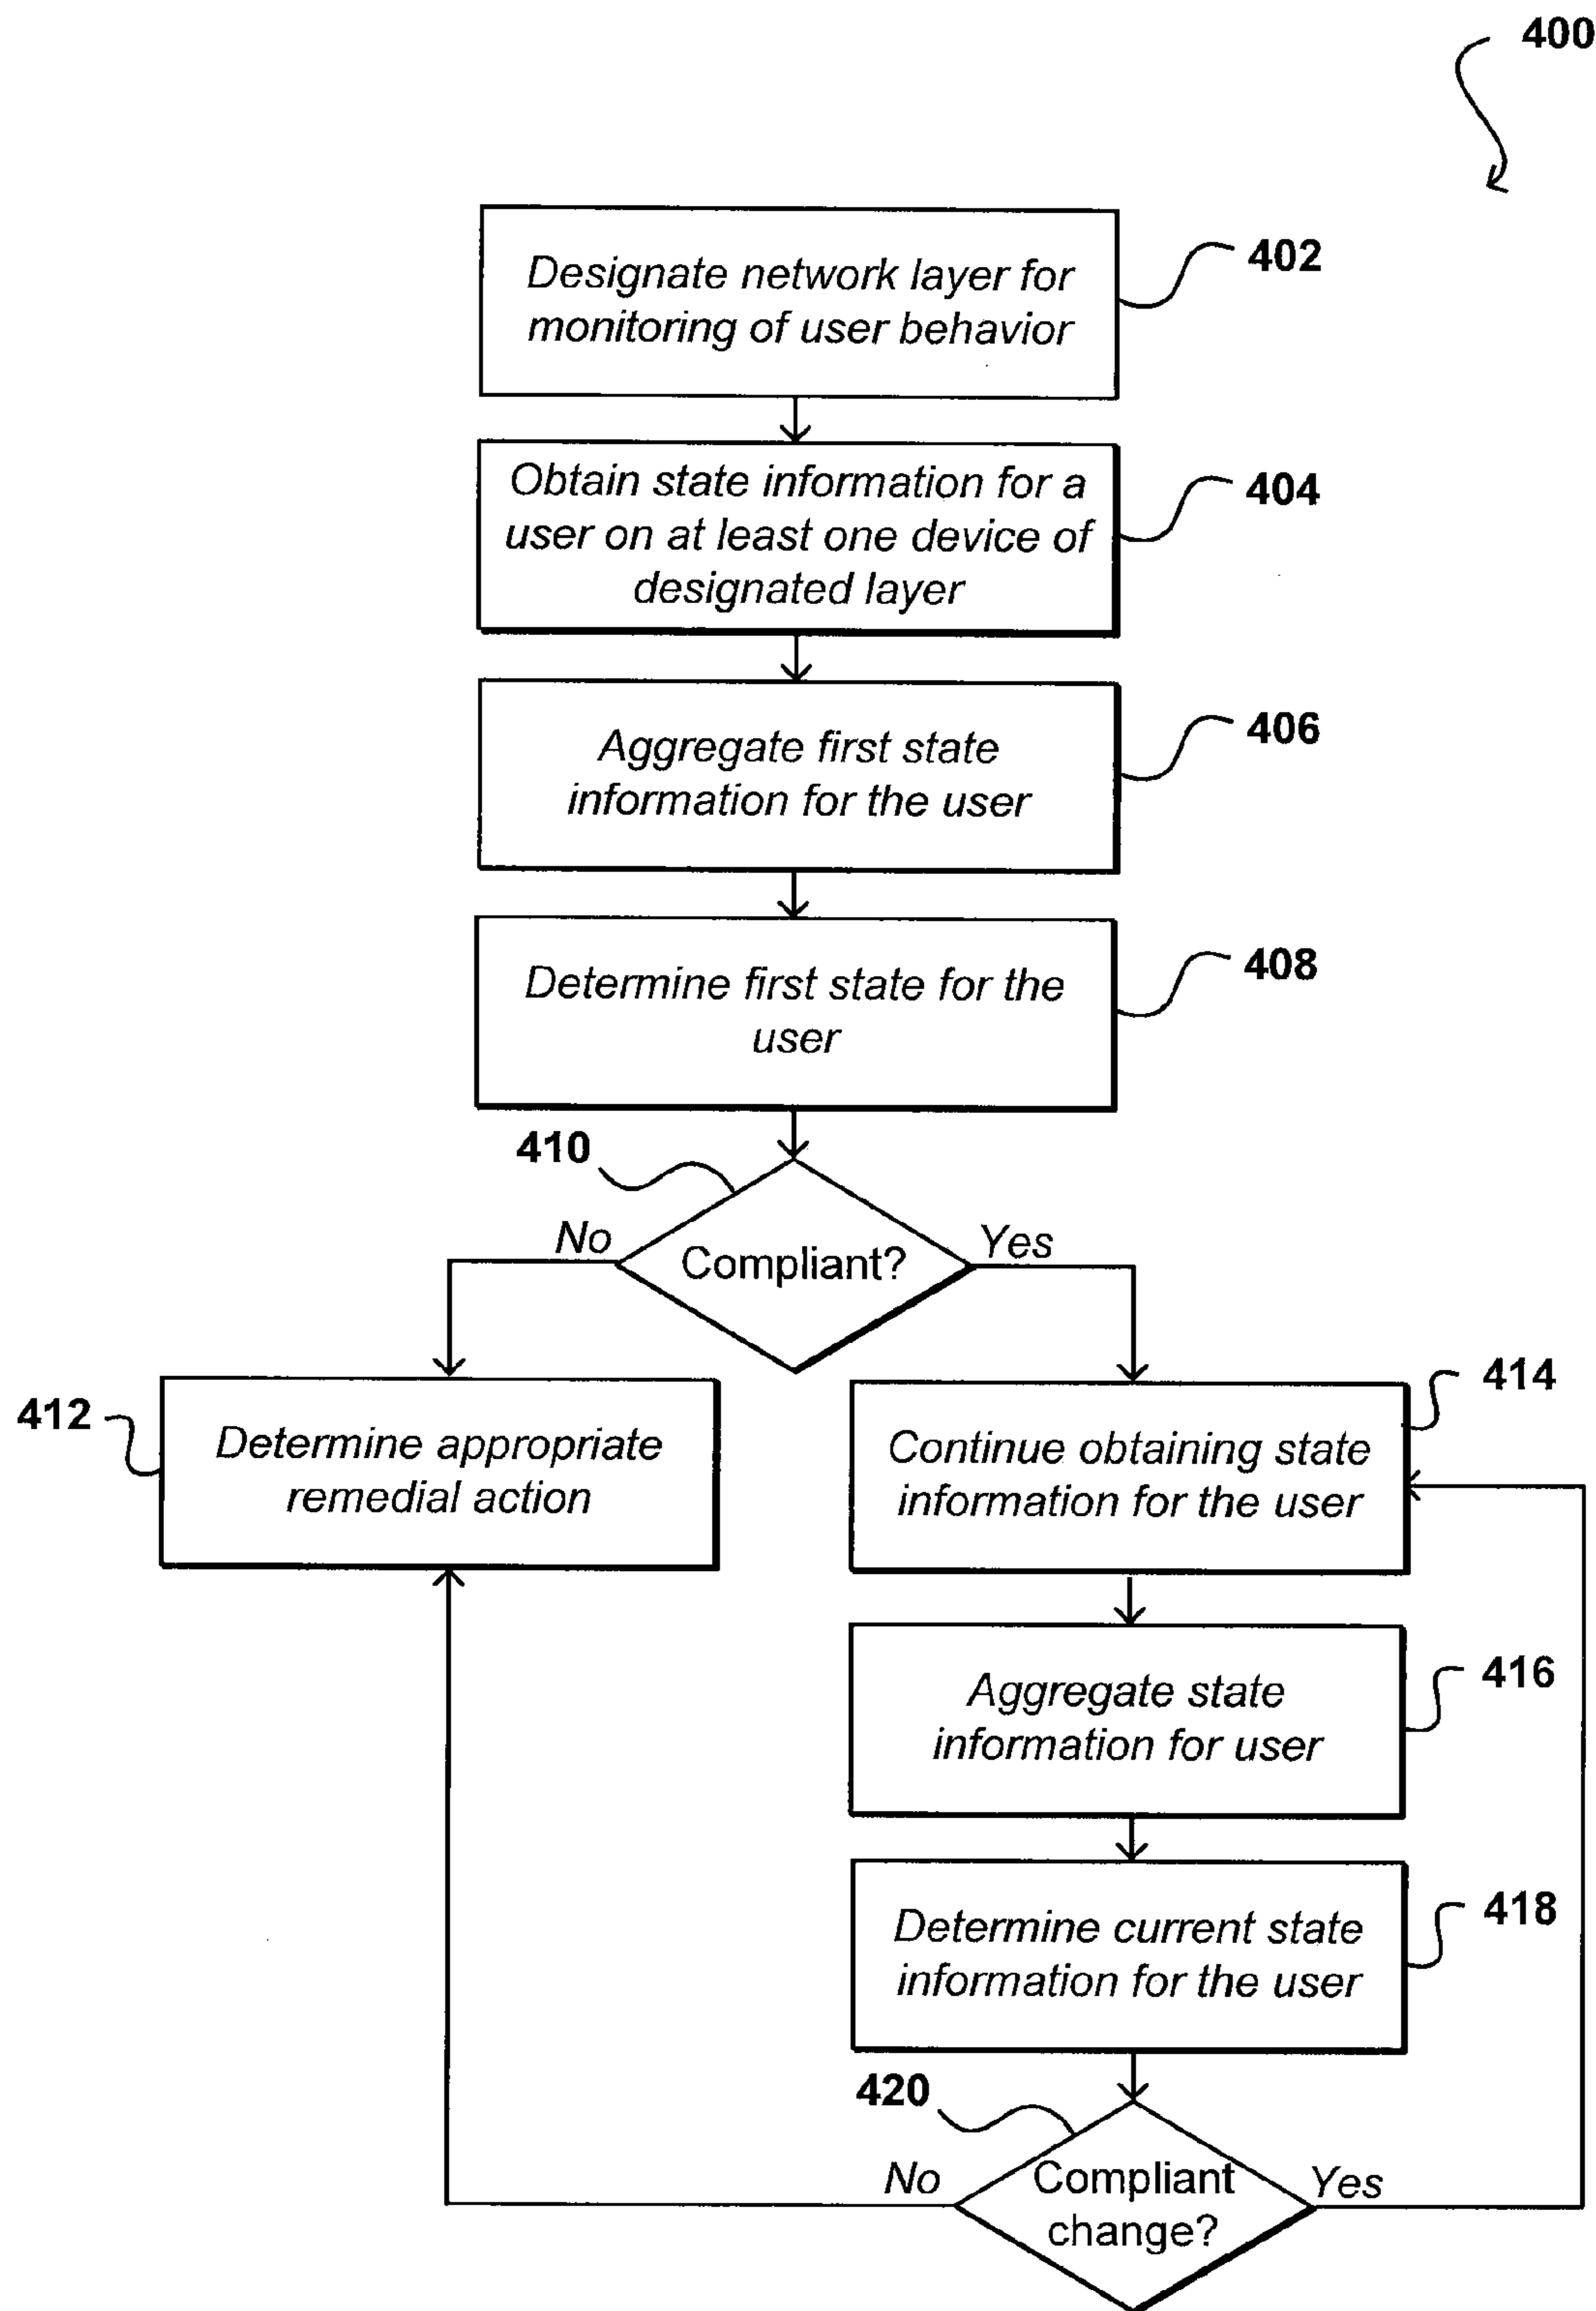 400
Designate network layer for
monitoring of user behavior
402
Obtain state information for a
user on at least one device of
designated layer
404
Aggregate first state
information for the user
406
Determine first state for the
user
408
410
No
Compliant?
Yes
412
Determine appropriate
remedial action
Continue obtaining state
information for the user
414
Aggregate state
information for user
416
Determine current state
information for the user
418
420
No
Compliant
change?
Yes